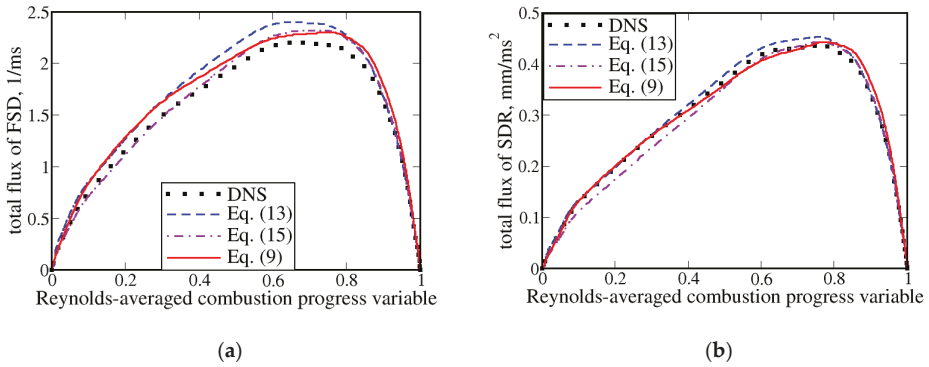 total flux of FSD, 1/ms
2.5
2
1.5
1
0.5
0
DNS
Eq. (13)
Eq. (15)
Eq. (9)
0 0.2 0.4 0.6 0.8 1
Reynolds-averaged combustion progress variable
(a)
total flux of SDR, mm/ms²
0.5
0.4
0.3
0.2
0.1
0
DNS
Eq. (13)
Eq. (15)
Eq. (9)
0 0.2 0.4 0.6 0.8 1
Reynolds-averaged combustion progress variable
(b)